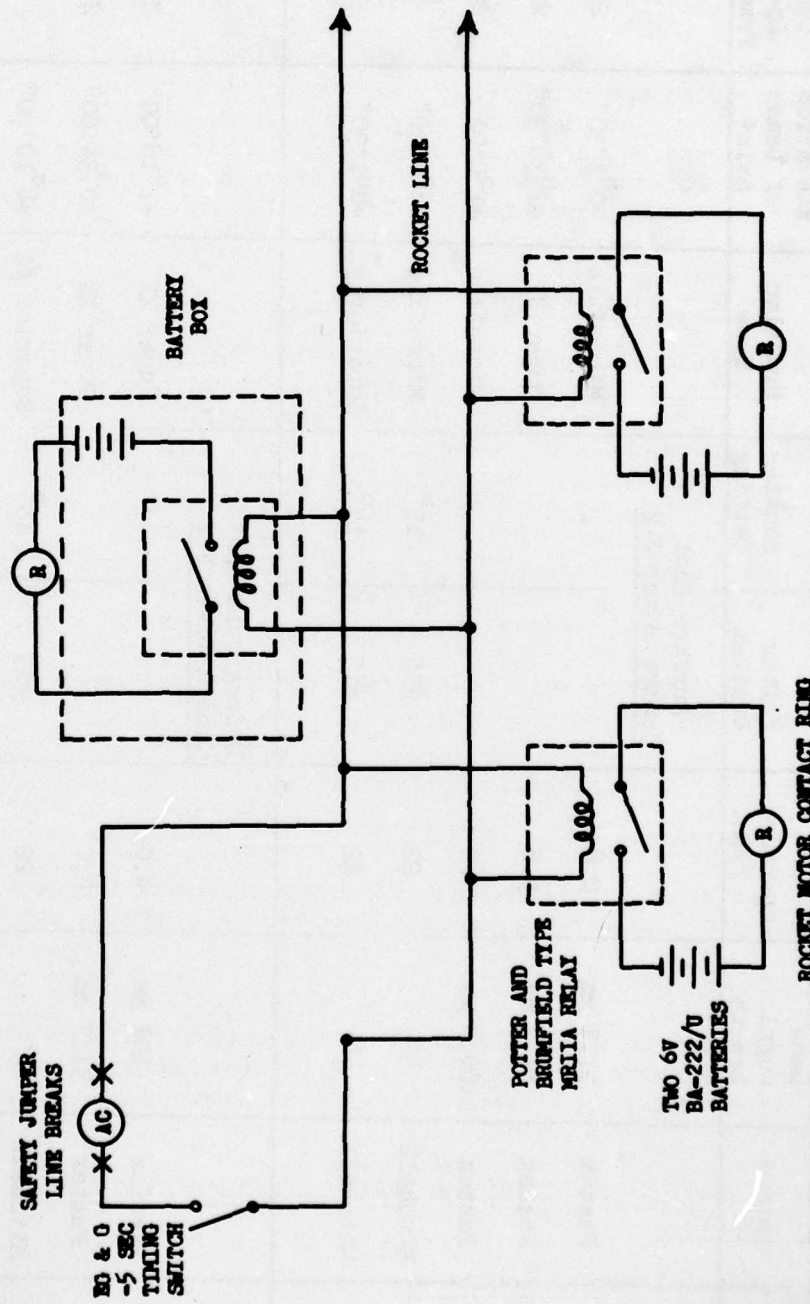 SAFETY JUMPER
LINE BREAKS
AC
EG & G
-5 SEC
TIMING
SWITCH
R
BATTERY
BOX
ROCKET LINE
POTTER AND
BRUMFIELD TYPE
MR11A RELAY
TWO 6V
BA-222/U
BATTERIES
R
R
ROCKET MOTOR CONTACT RING